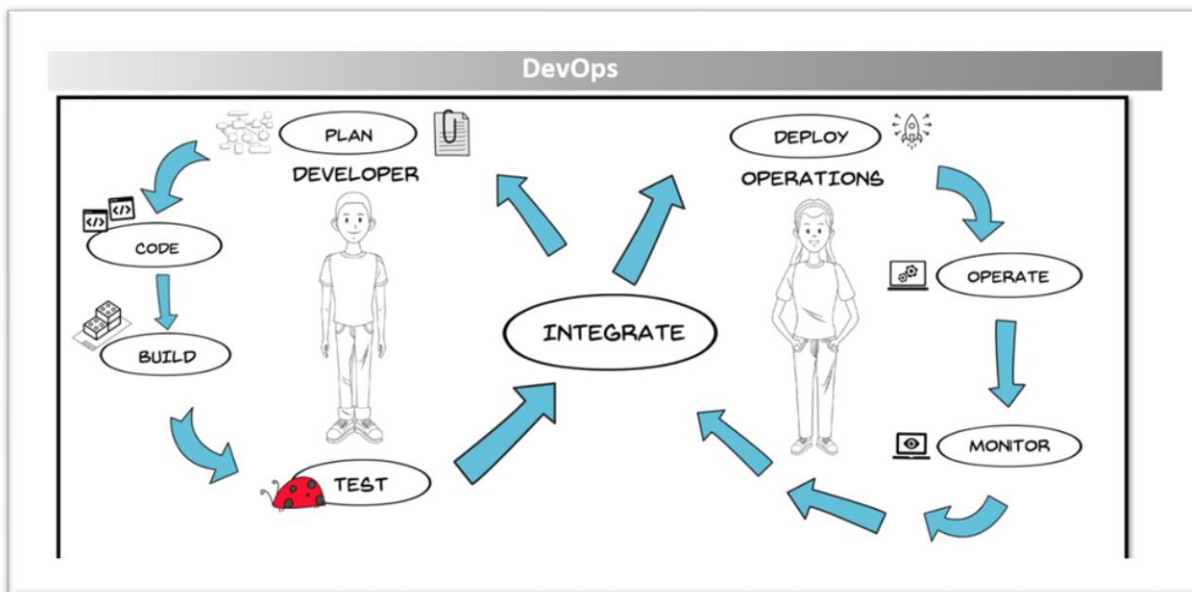 DevOps
PLAN
DEVELOPER
CODE
BUILD
TEST
INTEGRATE
DEPLOY
OPERATIONS
OPERATE
MONITOR